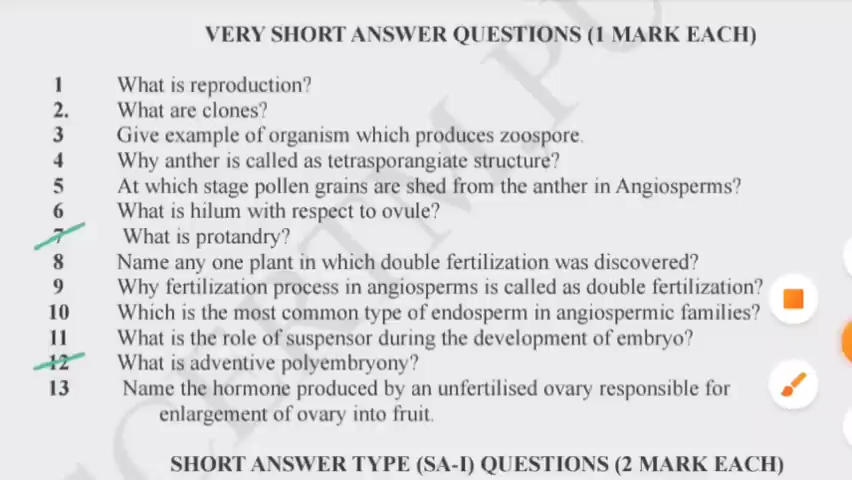 VERY SHORT ANSWER QUESTIONS (1 MARK EACH)
1 What is reproduction?
2. What are clones?
3 Give example of organism which produces zoospore.
4 Why anther is called as tetrasporangiate structure?
5 At which stage pollen grains are shed from the anther in Angiosperms?
6 What is hilum with respect to ovule?
7 What is protandry?
8 Name any one plant in which double fertilization was discovered?
9 Why fertilization process in angiosperms is called as double fertilization?
10 Which is the most common type of endosperm in angiospermic families?
11 What is the role of suspensor during the development of embryo?
12 What is adventive polyembryony?
13 Name the hormone produced by an unfertilised ovary responsible for
enlargement of ovary into fruit.
SHORT ANSWER TYPE (SA-I) QUESTIONS (2 MARK EACH)